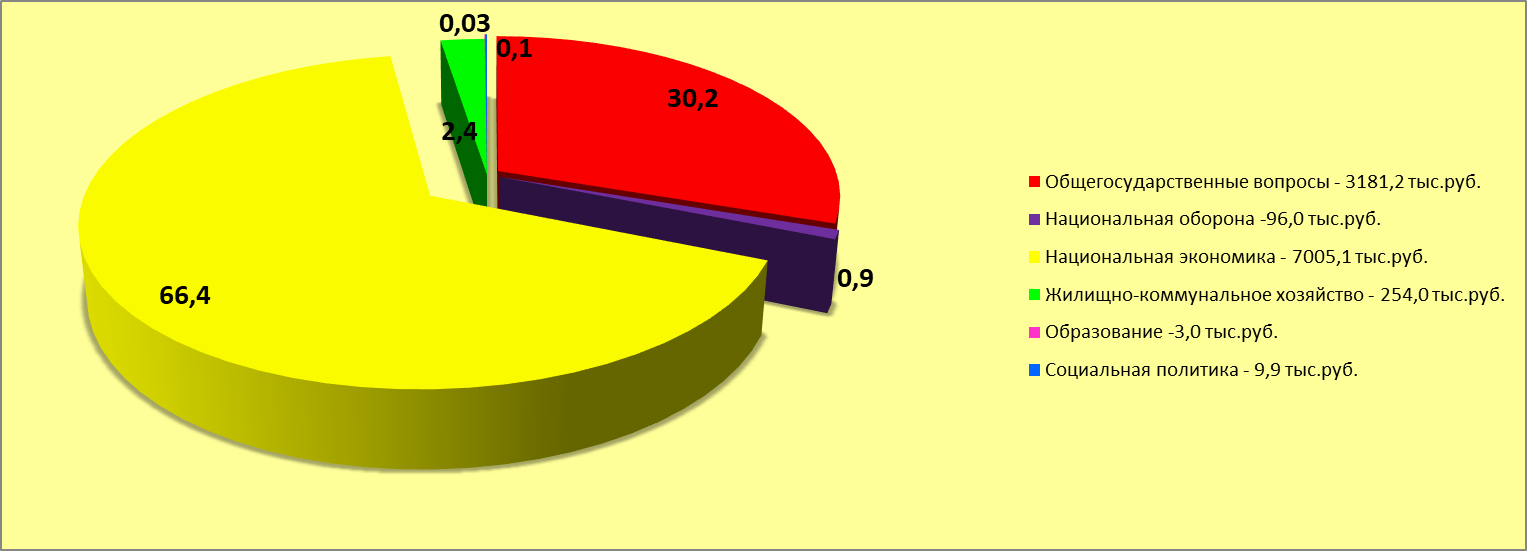 0,03
0,1
30,2
2,4
0,9
66,4
Общегосударственные вопросы - 3181,2 тыс.руб.
Национальная оборона -96,0 тыс.руб.
Национальная экономика - 7005,1 тыс.руб.
Жилищно-коммунальное хозяйство - 254,0 тыс.руб.
Образование -3,0 тыс.руб.
Социальная политика - 9,9 тыс.руб.